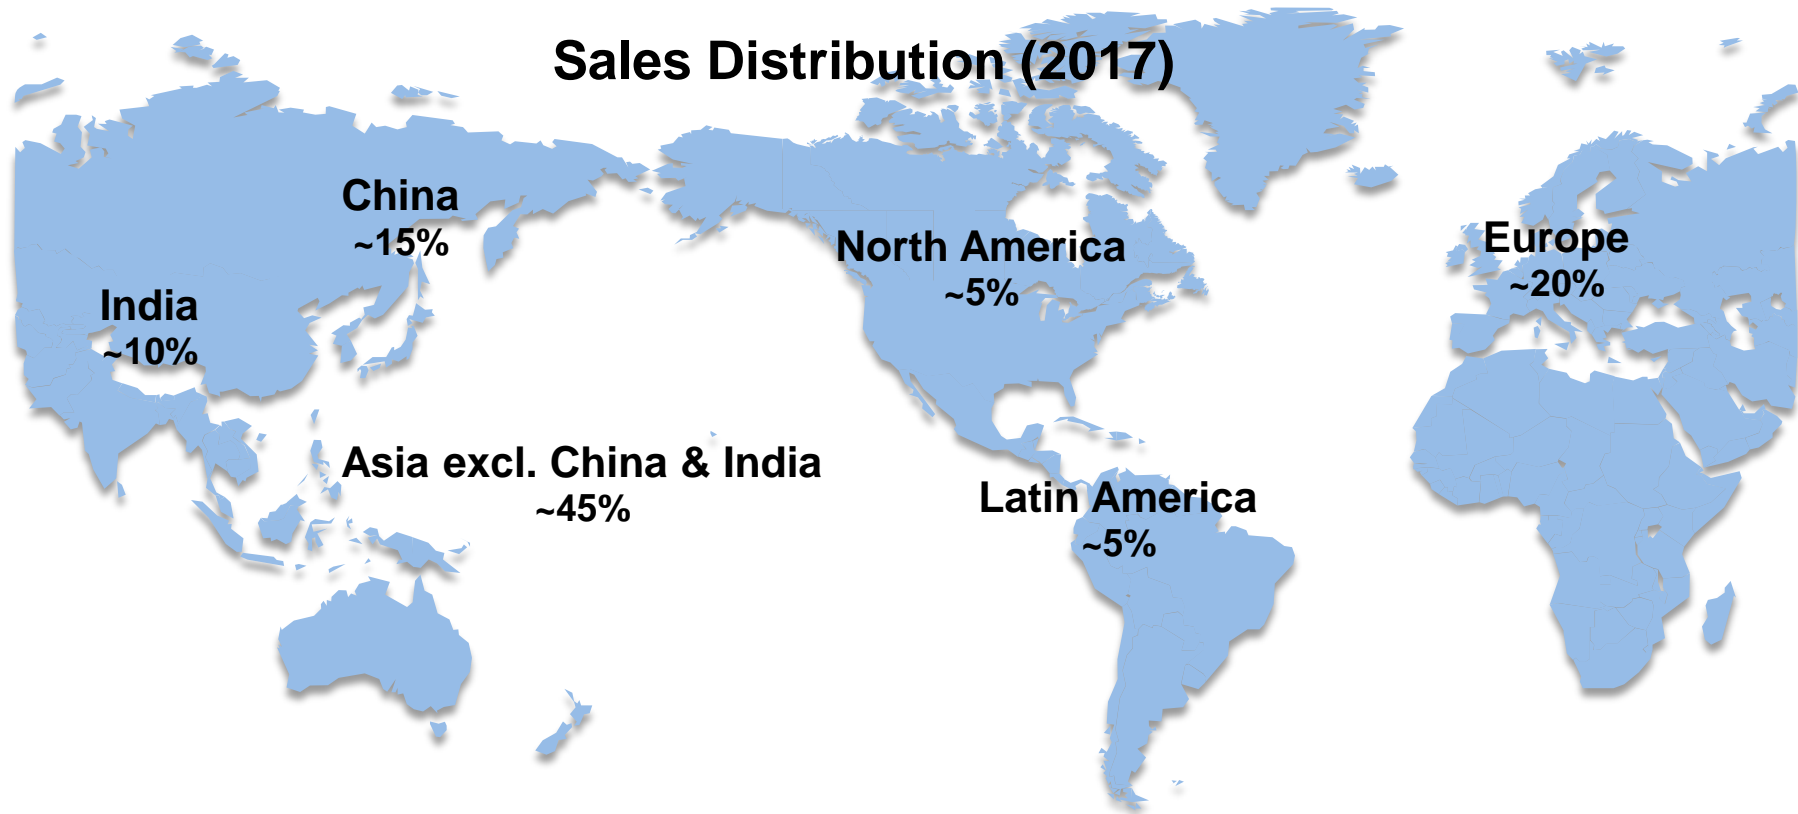 Sales Distribution (2017)
China
~15%
North America
~5%
Europe
~20%
India
~10%
Asia excl. China & India
~45%
Latin America
~5%